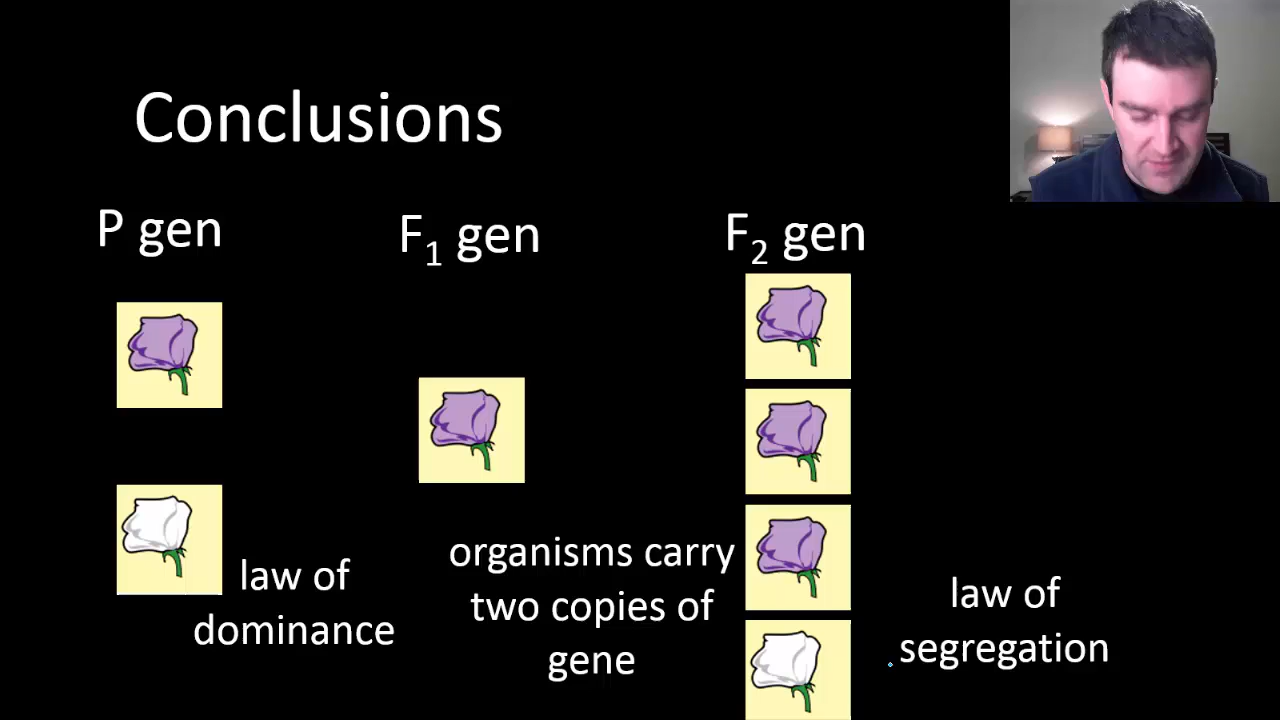 Conclusions
P gen
F₁ gen
F₂ gen
law of
dominance
organisms carry
two copies of
gene
law of
segregation